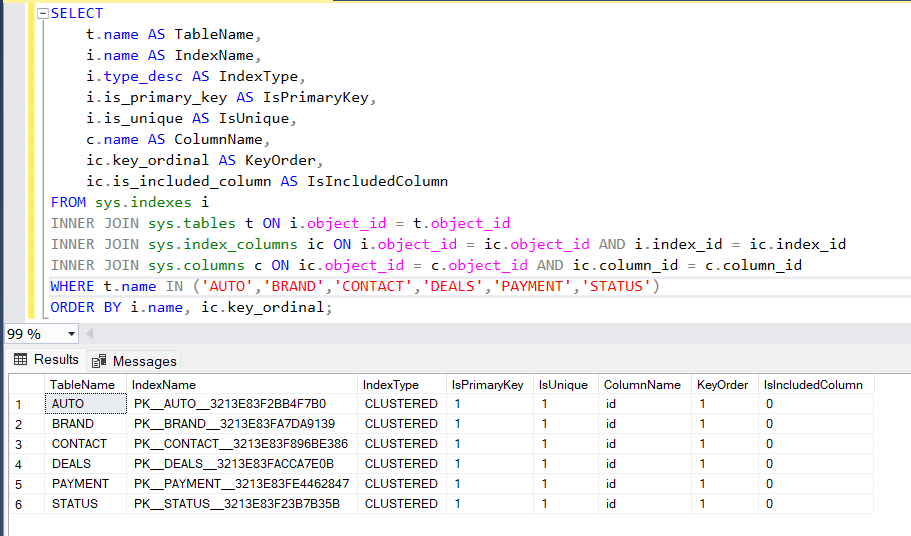 SELECT
t.name AS TableName,
i.name AS IndexName,
i.type_desc AS IndexType,
i.is_primary_key AS IsPrimaryKey,
i.is_unique AS IsUnique,
c.name AS ColumnName,
ic.key_ordinal AS KeyOrder,
ic.is_included_column AS IsIncludedColumn
FROM sys.indexes i
INNER JOIN sys.tables t ON i.object_id = t.object_id
INNER JOIN sys.index_columns ic ON i.object_id = ic.object_id AND i.index_id = ic.index_id
INNER JOIN sys.columns c ON ic.object_id = c.object_id AND ic.column_id = c.column_id
WHERE t.name IN ('AUTO','BRAND','CONTACT','DEALS','PAYMENT','STATUS')
ORDER BY i.name, ic.key_ordinal;
99 %
Results Messages
TableName IndexName IndexType IsPrimaryKey IsUnique ColumnName KeyOrder IsIncludedColumn
1 AUTO PK__AUTO__3213E83F2BB4F7B0 CLUSTERED 1 1 id 1 0
2 BRAND PK__BRAND__3213E83FA7DA9139 CLUSTERED 1 1 id 1 0
3 CONTACT PK__CONTACT__3213E83F896BE386 CLUSTERED 1 1 id 1 0
4 DEALS PK__DEALS__3213E83FACCA7E0B CLUSTERED 1 1 id 1 0
5 PAYMENT PK__PAYMENT__3213E83FE4462847 CLUSTERED 1 1 id 1 0
6 STATUS PK__STATUS__3213E83F23B7B35B CLUSTERED 1 1 id 1 0